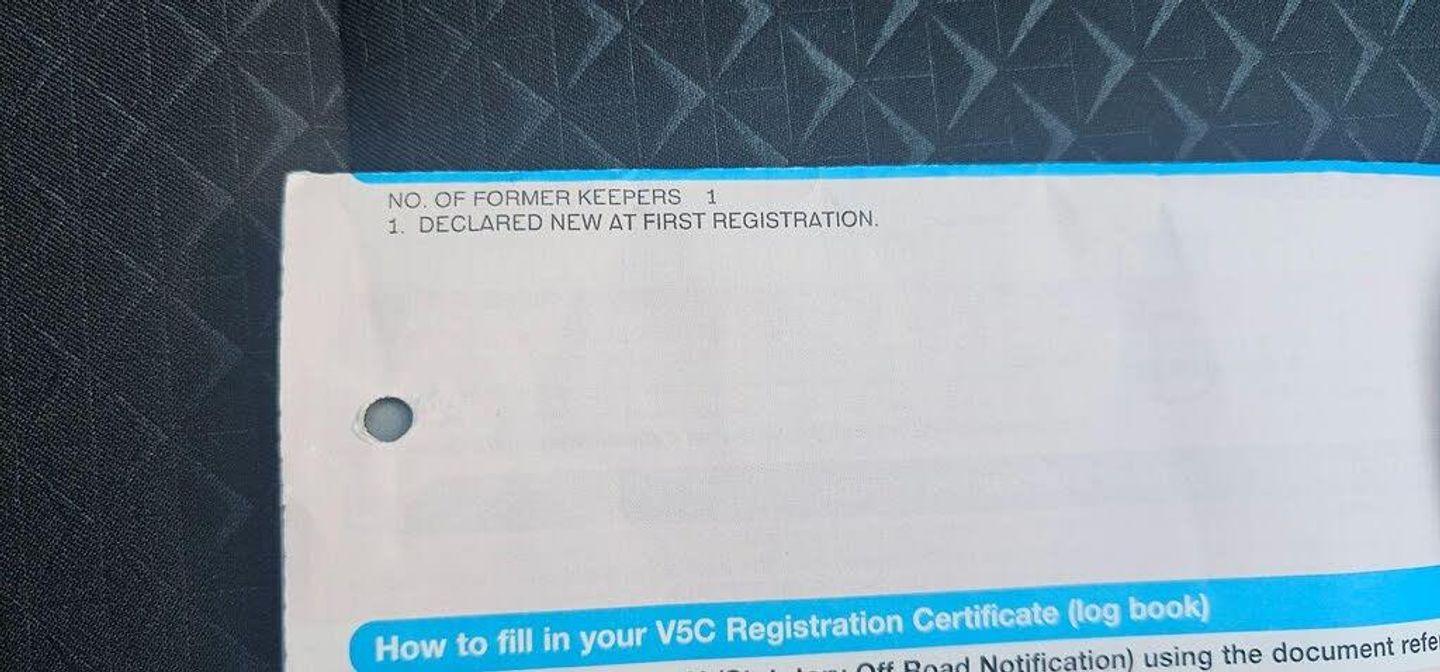 NO. OF FORMER KEEPERS 1
1. DECLARED NEW AT FIRST REGISTRATION.
How to fill in your V5C Registration Certificate (log book)
Off Road Notification) using the document